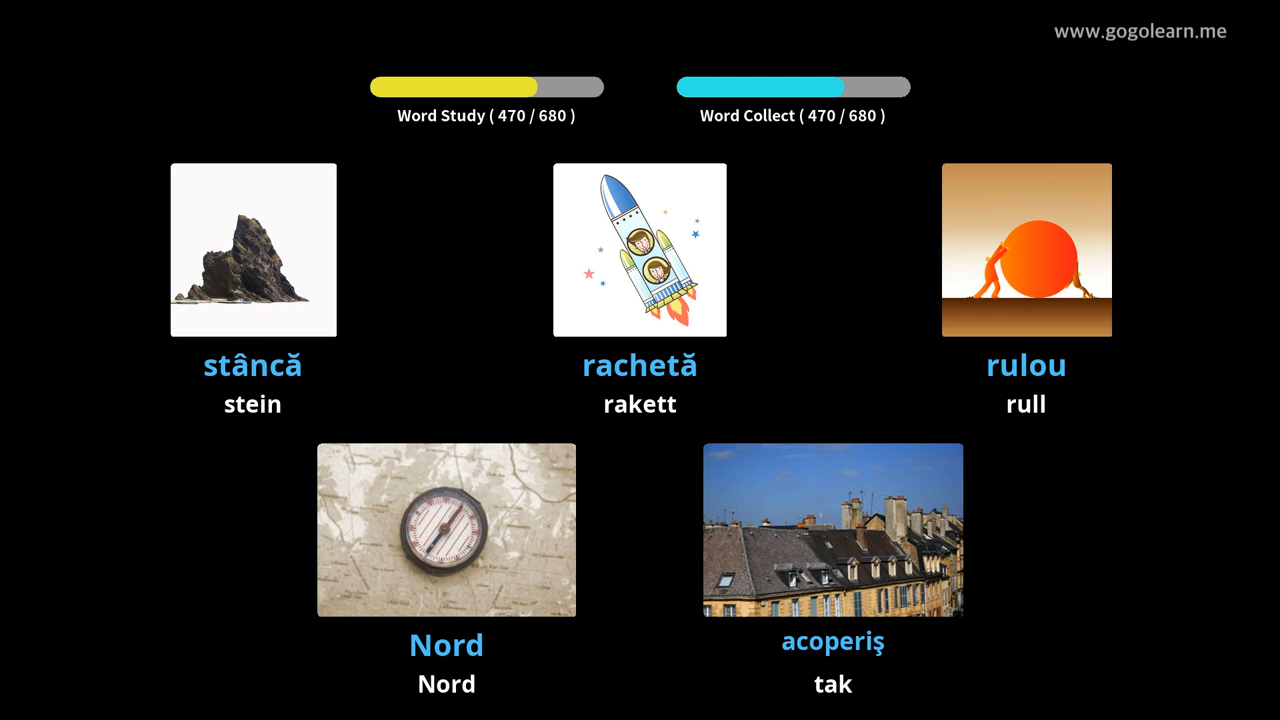 www.gogolearn.me
Word Study ( 470 / 680 )
Word Collect ( 470 / 680 )
stâncă
stein
rachetă
rakett
rulou
rull
Nord
Nord
acoperiş
tak